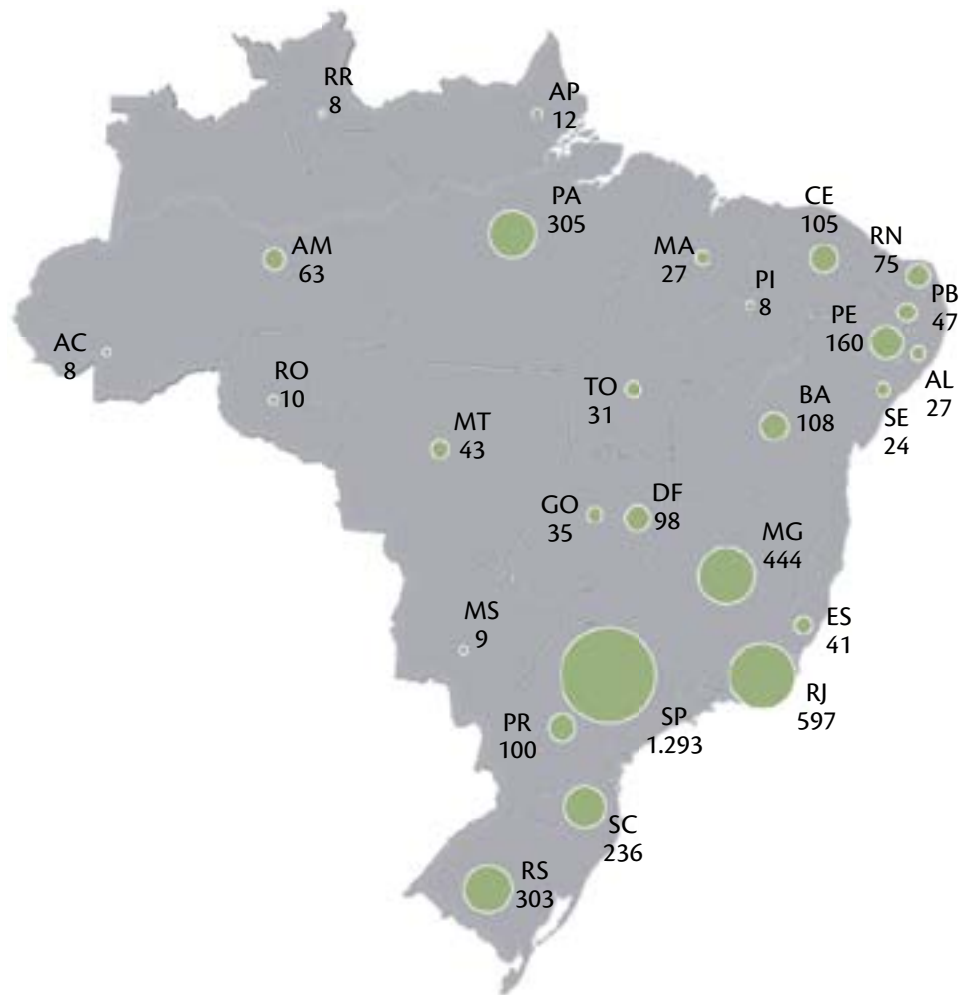 RR
8
AP
12
PA
305
CE
105
RN
75
AM
63
MA
27
PI
8
PB
47
PE
160
AC
8
RO
10
TO
31
BA
108
AL
27
SE
24
MT
43
GO
35
DF
98
MG
444
MS
9
ES
41
RJ
597
SP
1.293
PR
100
SC
236
RS
303